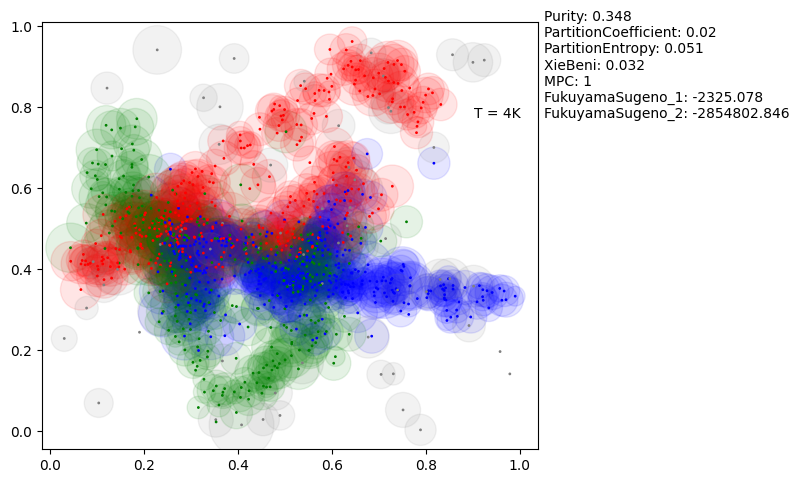 Purity: 0.348
PartitionCoefficient: 0.02
PartitionEntropy: 0.051
XieBeni: 0.032
MPC: 1
FukuyamaSugeno_1: -2325.078
FukuyamaSugeno_2: -2854802.846
T = 4K
1.0
0.8
0.6
0.4
0.2
0.0
0.0 0.2 0.4 0.6 0.8 1.0